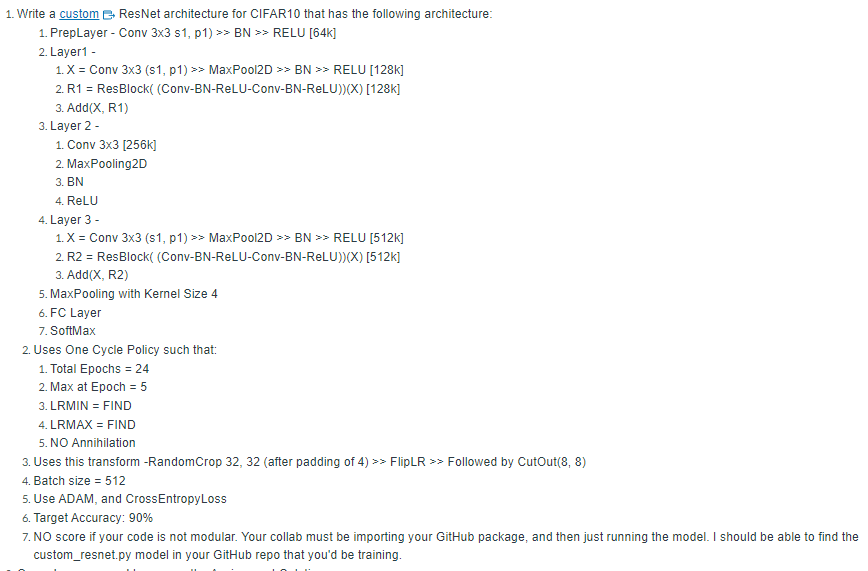 1. Write a custom ResNet architecture for CIFAR10 that has the following architecture:
1. PrepLayer - Conv 3x3 s1, p1) >> BN >> RELU [64k]
2. Layer1 -
1. X = Conv 3x3 (s1, p1) >> MaxPool2D >> BN >> RELU [128k]
2. R1 = ResBlock( (Conv-BN-ReLU-Conv-BN-ReLU))(X) [128k]
3. Add(X, R1)
3. Layer 2 -
1. Conv 3x3 [256k]
2. MaxPooling2D
3. BN
4. ReLU
4. Layer 3 -
1. X = Conv 3x3 (s1, p1) >> MaxPool2D >> BN >> RELU [512k]
2. R2 = ResBlock( (Conv-BN-ReLU-Conv-BN-ReLU))(X) [512k]
3. Add(X, R2)
5. MaxPooling with Kernel Size 4
6. FC Layer
7. SoftMax
2. Uses One Cycle Policy such that:
1. Total Epochs = 24
2. Max at Epoch = 5
3. LRMIN = FIND
4. LRMAX = FIND
5. NO Annihilation
3. Uses this transform -RandomCrop 32, 32 (after padding of 4) >> FlipLR >> Followed by CutOut(8, 8)
4. Batch size = 512
5. Use ADAM, and CrossEntropyLoss
6. Target Accuracy: 90%
7. NO score if your code is not modular. Your collab must be importing your GitHub package, and then just running the model. I should be able to find the
custom_resnet.py model in your GitHub repo that you'd be training.